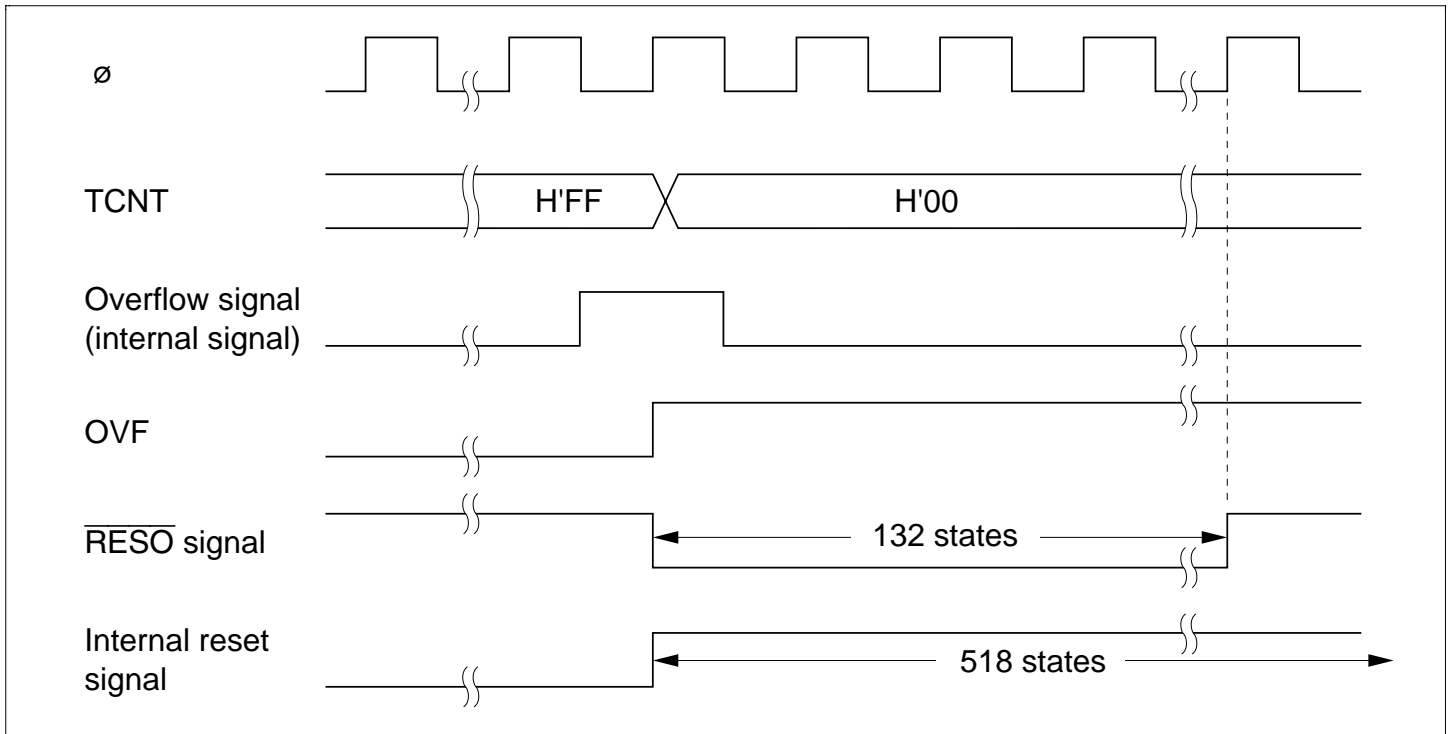 ø
TCNT
H'FF
H'00
Overflow signal
(internal signal)
OVF
RESO signal
132 states
Internal reset
signal
518 states